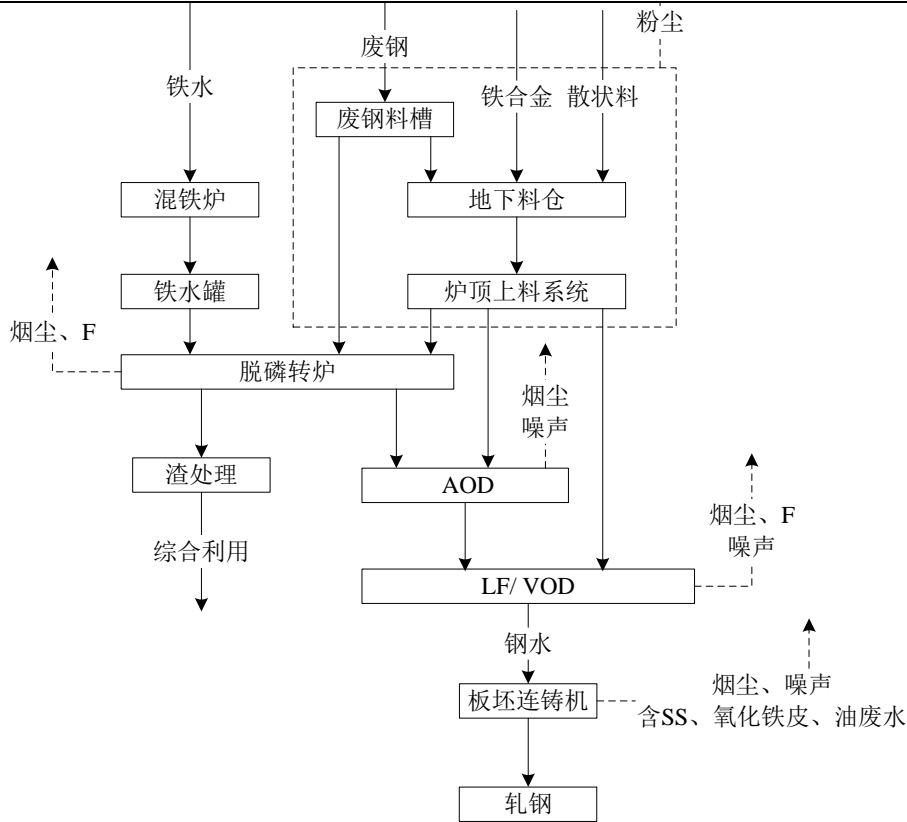 粉尘
废钢
铁水
铁合金
散状料
废钢料槽
混铁炉
地下料仓
铁水罐
炉顶上料系统
烟尘、F
脱磷转炉
烟尘
噪声
渣处理
AOD
烟尘、F
噪声
综合利用
LF/ VOD
钢水
烟尘、噪声
板坯连铸机
含SS、氧化铁皮、油废水
轧钢